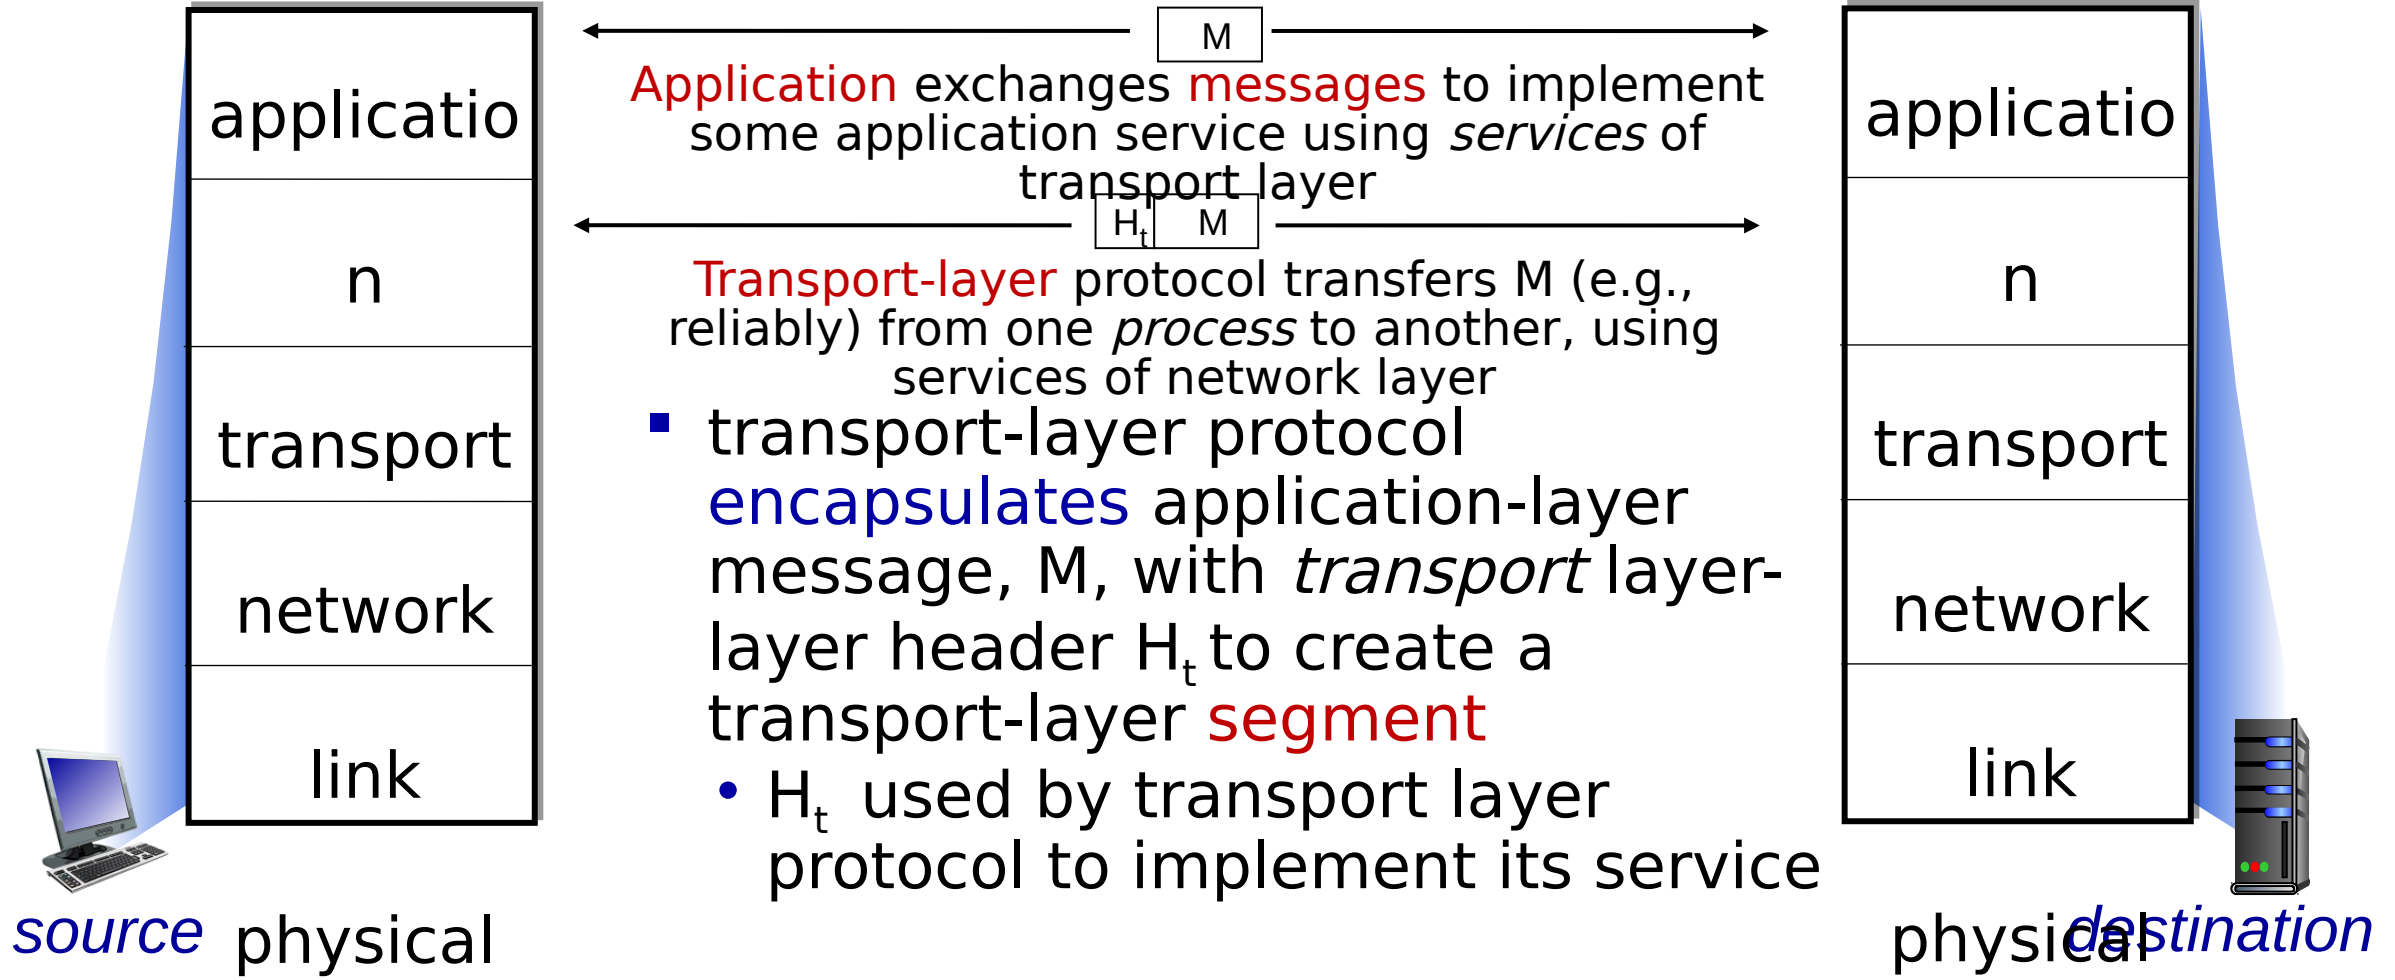 M
Application exchanges messages to implement
some application service using services of
transport layer
Ht M
Transport-layer protocol transfers M (e.g.,
reliably) from one process to another, using
services of network layer
transport-layer protocol
encapsulates application-layer
message, M, with transport layer-
layer header Ht to create a
transport-layer segment
Ht used by transport layer
protocol to implement its service
applicatio
n
transport
network
link
physical
source
applicatio
n
transport
network
link
physical
destination